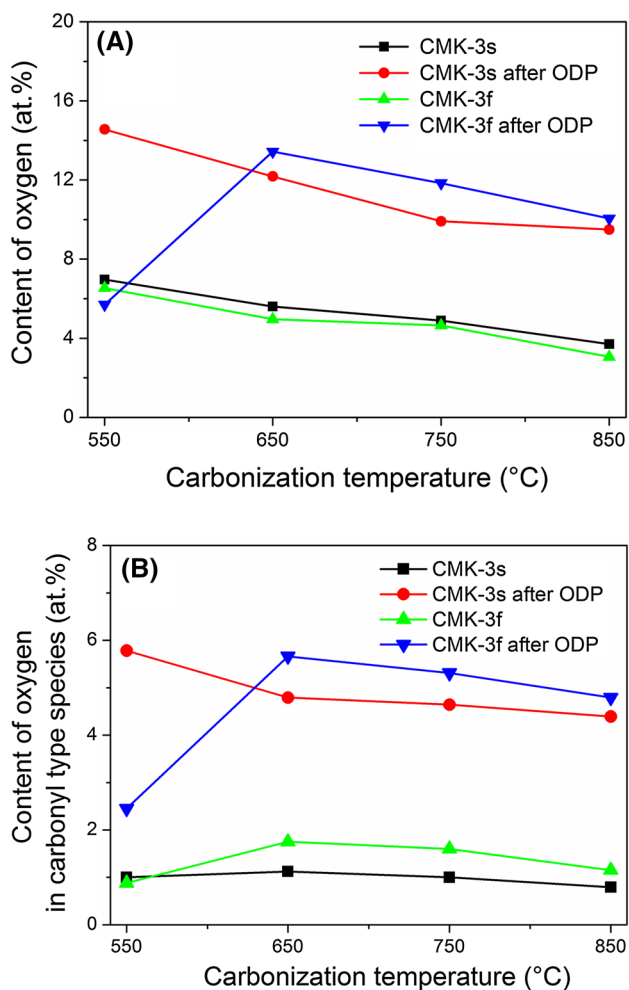 (A)
CMK-3s
CMK-3s after ODP
CMK-3f
CMK-3f after ODP
20
16
12
8
4
0
Content of oxygen (at.%)
550 650 750 850
Carbonization temperature (°C)
(B)
CMK-3s
CMK-3s after ODP
CMK-3f
CMK-3f after ODP
8
6
4
2
0
Content of oxygen
in carbonyl type species (at.%)
550 650 750 850
Carbonization temperature (°C)